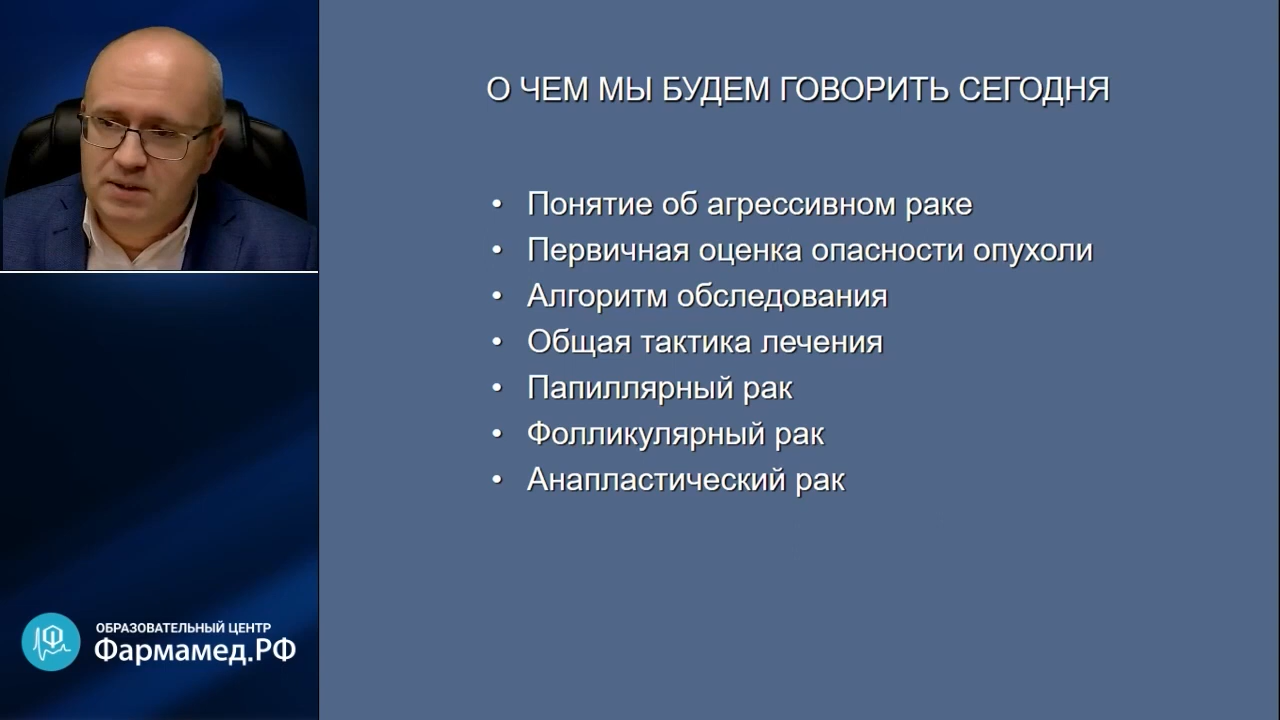 О ЧЕМ МЫ БУДЕМ ГОВОРИТЬ СЕГОДНЯ
• Понятие об агрессивном раке
• Первичная оценка опасности опухоли
• Алгоритм обследования
• Общая тактика лечения
• Папиллярный рак
• Фолликулярный рак
• Анапластический рак
ОБРАЗОВАТЕЛЬНЫЙ ЦЕНТР
Фармамед.РФ